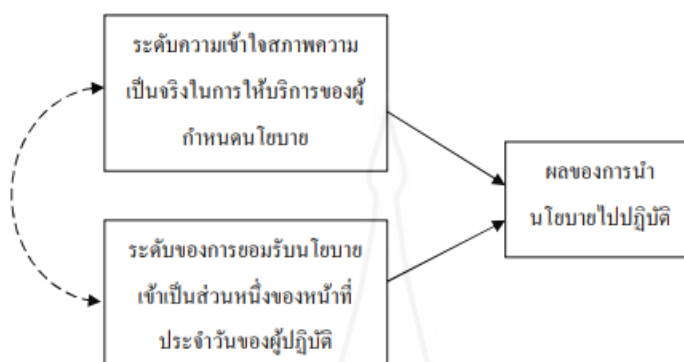 ระดับความเข้าใจสภาพความ
เป็นจริงในการให้บริการของผู้
กำหนดนโยบาย
ผลของการนำ
นโยบายไปปฏิบัติ
ระดับของการยอมรับนโยบาย
เข้าเป็นส่วนหนึ่งของหน้าที่
ประจำวันของผู้ปฏิบัติ